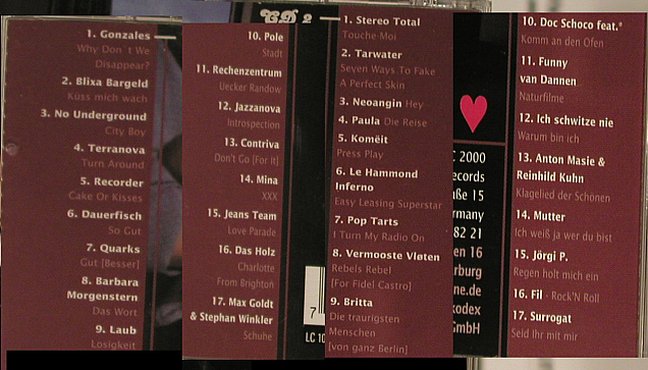 1. Gonzales
Why Don´t We
Disappear?
2. Blixa Bargeld
Küss mich wach
3. No Underground
City Boy
4. Terranova
Turn Around
5. Recorder
Cake Or Kisses
6. Dauerfisch
So Gut
7. Quarks
Gut [Besser]
8. Barbara
Morgenstern
Das Wort
9. Laub
Losigkeit
10. Pole
Stadt
11. Rechenzentrum
Uecker Randow
12. Jazzanova
Introspection
13. Contriva
Don't Go [For It]
14. Mina
XXX
15. Jeans Team
Love Parade
16. Das Holz
Charlotte
From Brighton
17. Max Goldt
& Stephan Winkler
Schuhe
CD 2
7
LC 10
1. Stereo Total
Touche-Moi
2. Tarwater
Seven Ways To Fake
A Perfect Skin
3. Neoangin Hey
4. Paula Die Reise
5. Komëit
Press Play
6. Le Hammond
Inferno
Easy Leasing Superstar
7. Pop Tarts
I Turn My Radio On
8. Vermooste Vløten
Rebels Rebel
[For Fidel Castro]
9. Britta
Die traurigsten
Menschen
[von ganz Berlin]
C 2000
ecords
aße 15
rmany
82 21
en 16
rburg
ne.de
codex
GmbH
10. Doc Schoco feat.*
Komm an den Ofen
11. Funny
van Dannen
Naturfilme
12. Ich schwitze nie
Warum bin ich
13. Anton Masie &
Reinhild Kuhn
Klagelied der Schönen
14. Mutter
Ich weiß ja wer du bist
15. Jörgi P.
Regen holt mich ein
16. Fil - Rock'N Roll
17. Surrogat
Seid Ihr mit mir